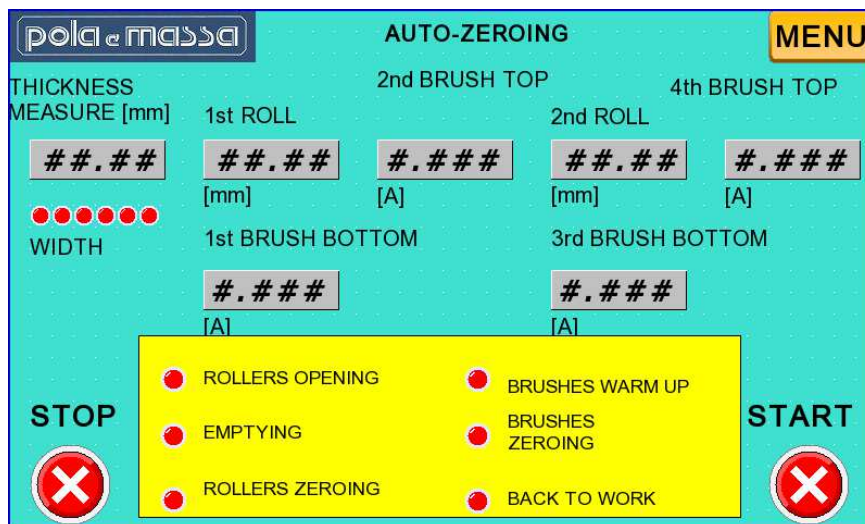 pola e massa
AUTO-ZEROING
MENU
THICKNESS
MEASURE [mm]
##.##
WIDTH
1st ROLL
##.##
[mm]
2nd BRUSH TOP
#.###
[A]
2nd ROLL
##.##
[mm]
4th BRUSH TOP
#.###
[A]
1st BRUSH BOTTOM
#.###
[A]
3rd BRUSH BOTTOM
#.###
[A]
STOP
ROLLERS OPENING
EMPTYING
ROLLERS ZEROING
BRUSHES WARM UP
BRUSHES
ZEROING
BACK TO WORK
START